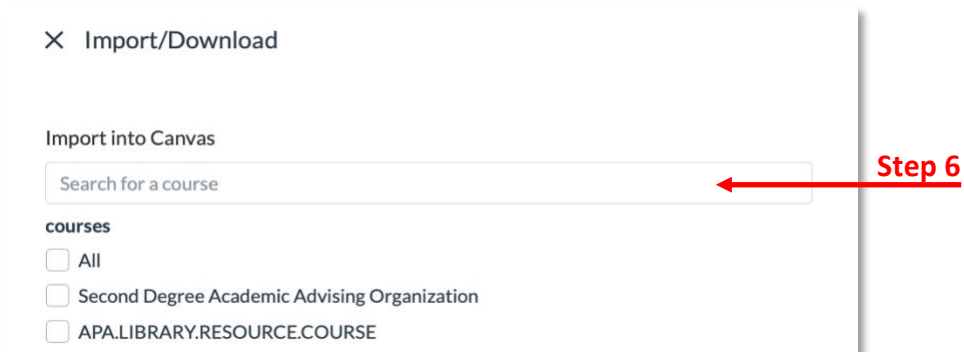 Import/Download
Import into Canvas
Search for a course
Step 6
courses
All
Second Degree Academic Advising Organization
APA.LIBRARY.RESOURCE.COURSE